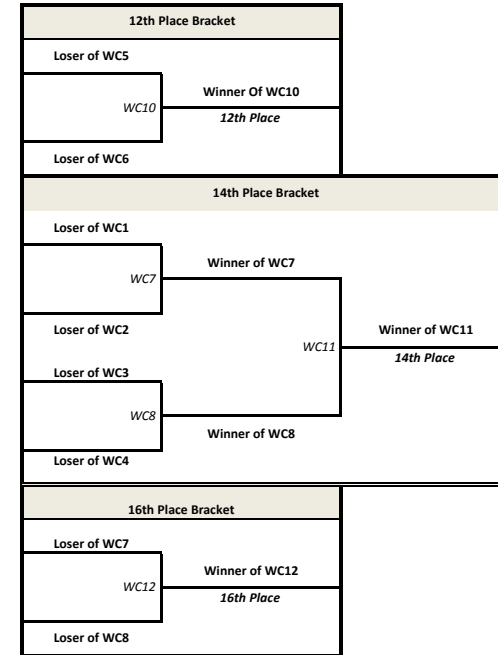 12th Place Bracket
Loser of WC5
Winner Of WC10
WC10
12th Place
Loser of WC6
14th Place Bracket
Loser of WC1
Winner of WC7
WC7
Loser of WC2
Winner of WC11
WC11
14th Place
Loser of WC3
WC8
Winner of WC8
Loser of WC4
16th Place Bracket
Loser of WC7
Winner of WC12
WC12
16th Place
Loser of WC8